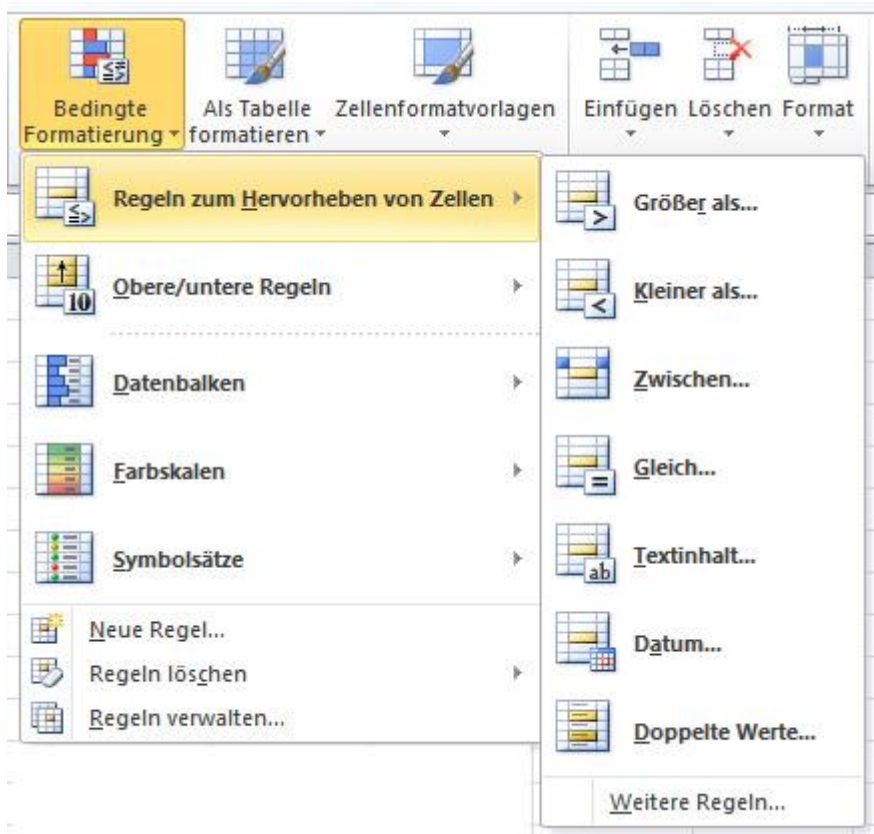 Bedingte Formatierung
Als Tabelle formatieren
Zellenformatvorlagen
Einfügen
Löschen
Format
Regeln zum Hervorheben von Zellen
Obere/untere Regeln
10
Datenbalken
Farbskalen
Symbolsätze
Neue Regel...
Regeln löschen
Regeln verwalten...
Größer als...
>
Kleiner als...
<
Zwischen...
Gleich...
=
Textinhalt...
ab
Datum...
Doppelte Werte...
Weitere Regeln...